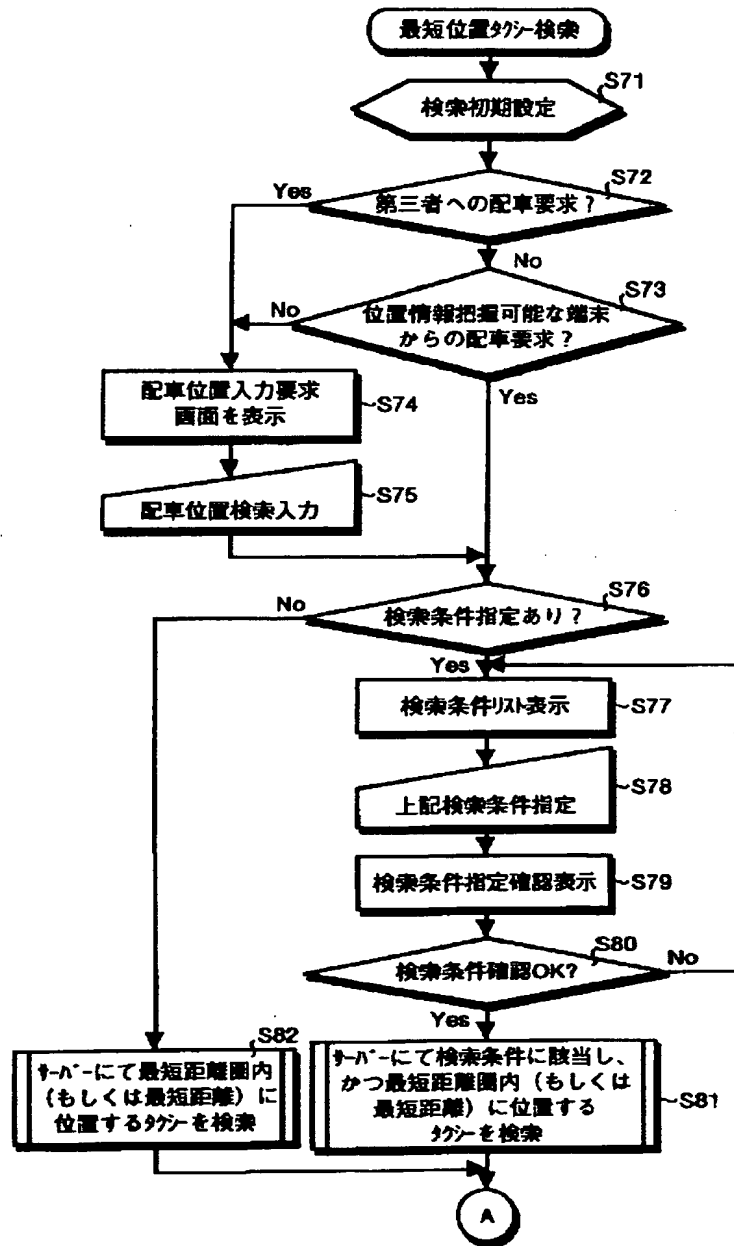 最短位置ﾀｸｼｰ検索
S71
検索初期設定
S72
Yes
第三者への配車要求？
No
S73
No
位置情報把握可能な端末
からの配車要求？
Yes
配車位置入力要求
画面を表示
S74
配車位置検索入力
S75
S76
No
検索条件指定あり？
Yes
検索条件リスト表示
S77
上記検索条件指定
S78
検索条件指定確認表示
S79
S80
検索条件確認OK?
No
Yes
S82
ｻｰﾊﾞｰにて最短距離圏内
（もしくは最短距離）に
位置するﾀｸｼｰを検索
ｻｰﾊﾞｰにて検索条件に該当し、
かつ最短距離圏内（もしくは
最短距離）に位置する
ﾀｸｼｰを検索
S81
A